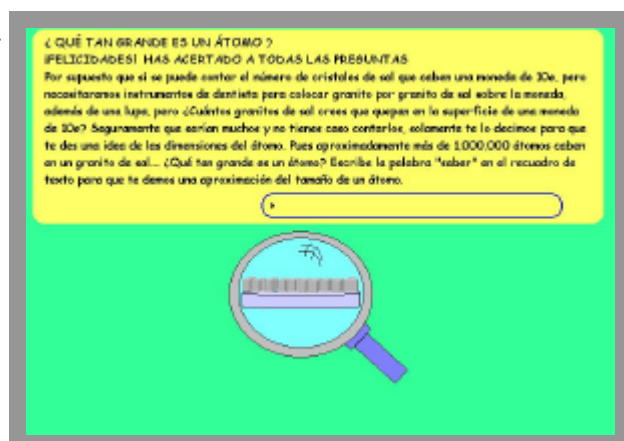 ¿ QUÉ TAN GRANDE ES UN ÁTOMO ?
¡FELICIDADES! HAS ACERTADO A TODAS LAS PREGUNTAS
Por supuesto que si se puede contar el número de cristales de sal que caben una moneda de 10¢, pero
necesitaramos instrumentos de dentista para colocar granito por granito de sal sobre la moneda,
además de una lupa, pero ¿Cuántos granitos de sal crees que quepan en la superficie de una moneda
de 10¢? Seguramente que serían muchos y no tienes caso contarlos, solamente te lo decimos para que
te des una idea de las dimensiones del átomo. Pues aproximadamente más de 1,000,000 átomos caben
en un granito de sal... ¿Qué tan grande es un átomo? Escribe la palabra "saber" en el recuadro de
texto para que te demos una aproximación del tamaño de un átomo.